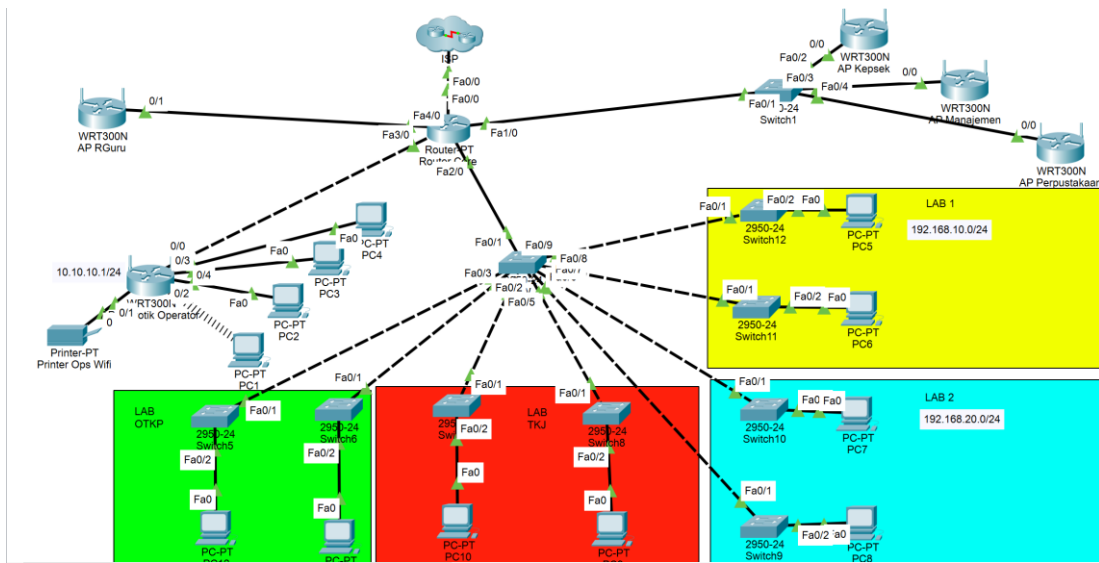 ISP
Fa0/0
Fa0/0
0/1
WRT300N
AP RGuru
Fa4/0
Fa3/0
Router-PT
Router Core
Fa1/0
Fa2/0
0/0
Fa0/2
WRT300N
AP Kepsek
Fa0/3
Fa0/4
Fa0/1
2950-24
Switch1
0/0
WRT300N
AP Manajemen
0/0
WRT300N
AP Perpustakaan
0/0
0/3
0/4
0/2
0/1
0
10.10.10.1/24
Operator
Printer-PT
Printer Ops Wifi
Fa0
PC-PT
PC4
Fa0
PC-PT
PC3
Fa0
PC-PT
PC2
PC-PT
PC1
Fa0/1
Fa0/9
Fa0/8
Fa0/3
Fa0/2
Fa0/5
LAB 1
192.168.10.0/24
Fa0/1
Fa0/2
Fa0
2950-24
Switch12
PC-PT
PC5
Fa0/1
Fa0/2
Fa0
2950-24
Switch11
PC-PT
PC6
LAB
OTKP
Fa0/1
2950-24
Switch5
Fa0/2
Fa0
PC-PT
Fa0/1
2950-24
Switch6
Fa0/2
Fa0
PC-PT
LAB
TKJ
Fa0/1
Fa0/2
Fa0
PC-PT
PC10
Fa0/1
2950-24
Switch8
Fa0/2
Fa0
PC-PT
LAB 2
192.168.20.0/24
Fa0/1
Fa0
Fa0
2950-24
Switch10
PC-PT
PC7
Fa0/1
Fa0/2
Fa0
2950-24
Switch9
PC-PT
PC8